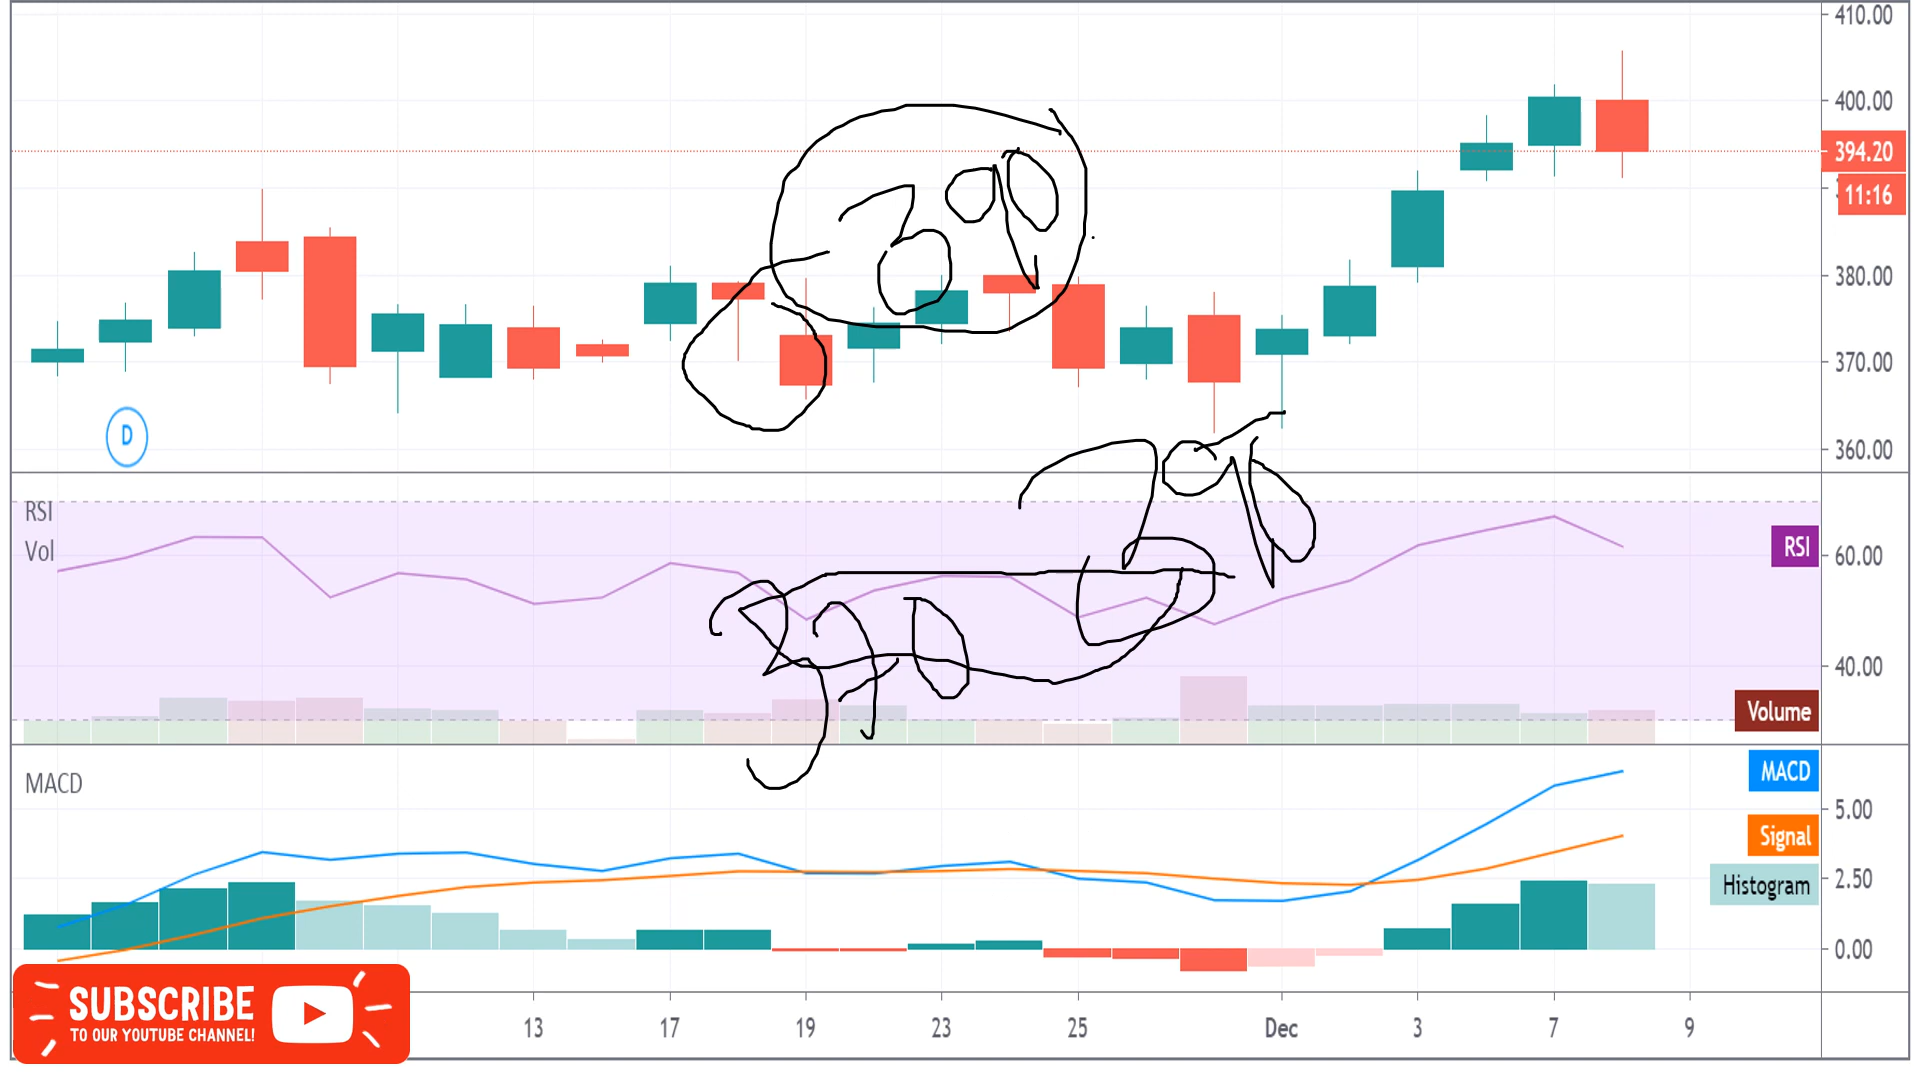 410.00
400.00
394.20
11:16
380.00
370.00
D
360.00
RSI
Vol
RSI
60.00
40.00
Volume
MACD
MACD
5.00
Signal
2.50
Histogram
0.00
SUBSCRIBE
TO OUR YOUTUBE CHANNEL!
13 17 19 23 25 Dec 3 7 9